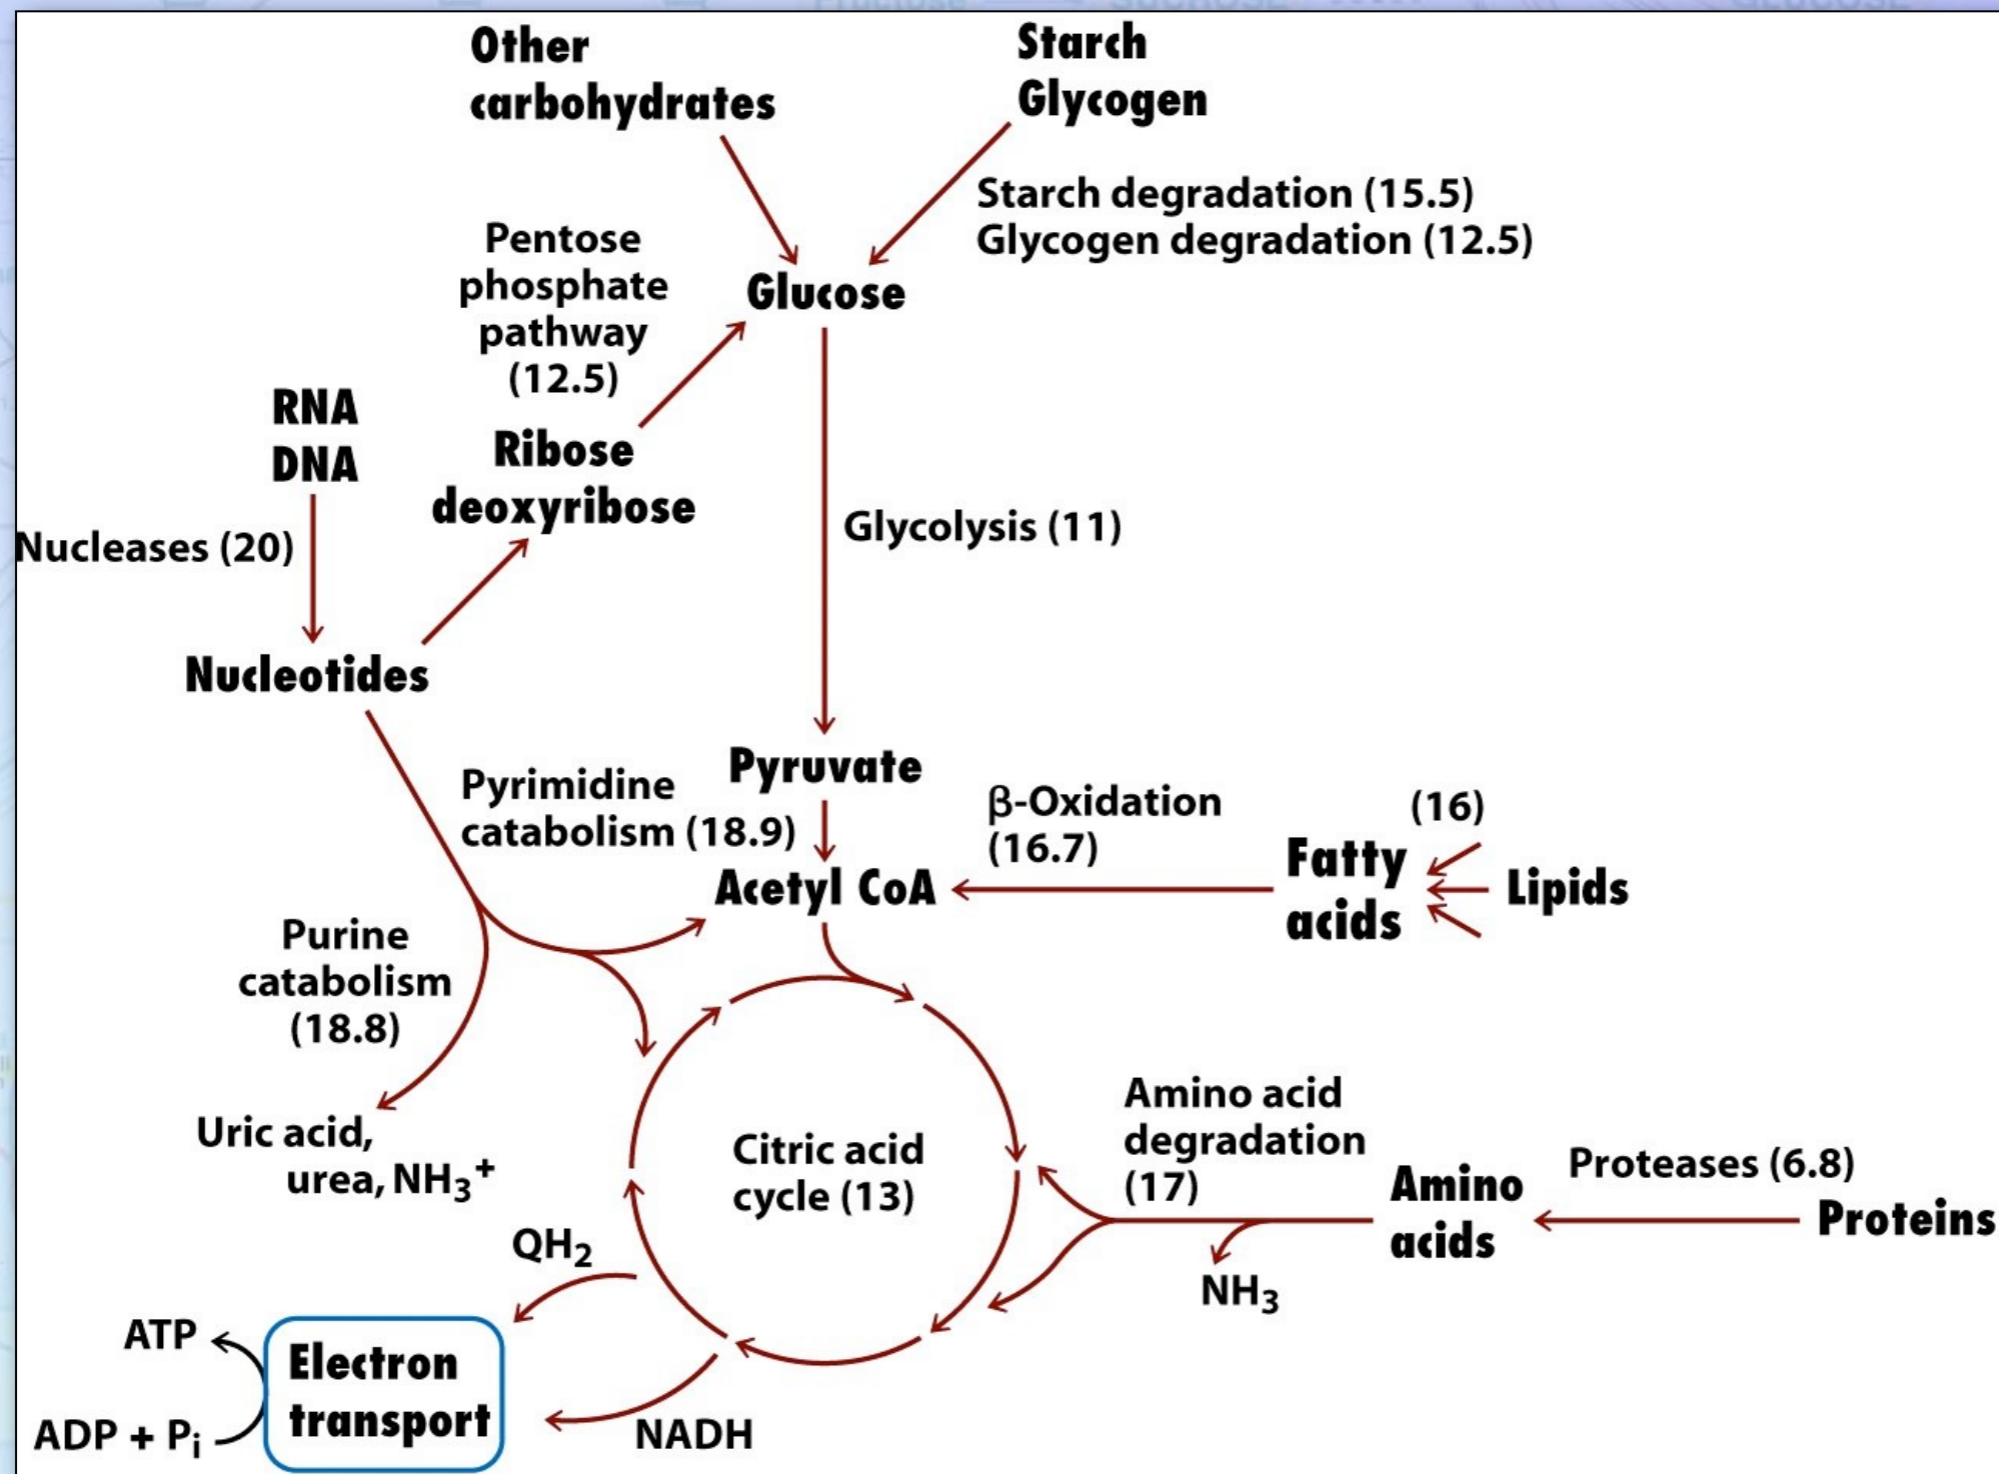 Fructose
SUCROSE
GLUCOSE
Other
carbohydrates
Starch
Glycogen
Starch degradation (15.5)
Glycogen degradation (12.5)
Pentose
phosphate
pathway
(12.5)
Glucose
RNA
DNA
Ribose
deoxyribose
Nucleases (20)
Glycolysis (11)
Nucleotides
Pyrimidine
catabolism (18.9)
Pyruvate
β-Oxidation
(16.7)
(16)
Fatty
acids
Lipids
Acetyl CoA
Purine
catabolism
(18.8)
Uric acid,
urea, NH₃⁺
Citric acid
cycle (13)
Amino acid
degradation
(17)
Amino
acids
Proteases (6.8)
Proteins
NH₃
QH₂
ATP
Electron
transport
ADP + Pᵢ
NADH